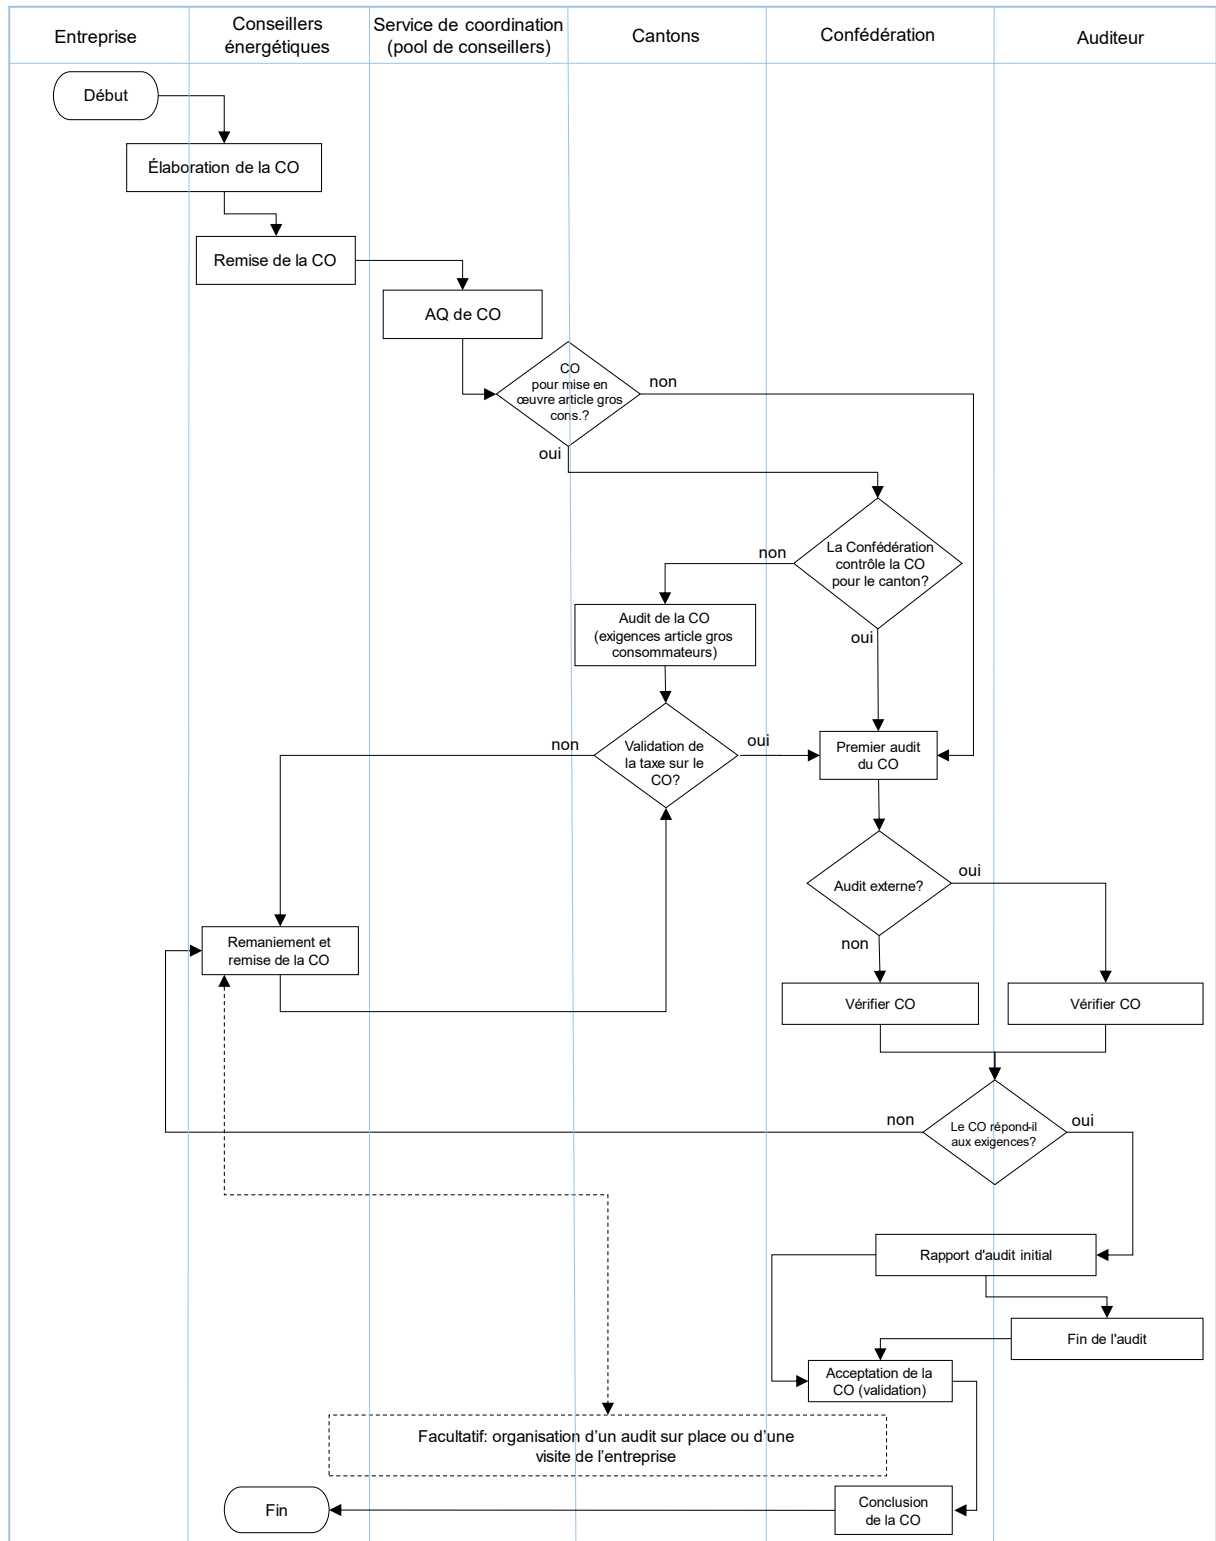 Entreprise
Conseillers
énergétiques
Service de coordination
(pool de conseillers)
Cantons
Confédération
Auditeur
Début
Élaboration de la CO
Remise de la CO
AQ de CO
CO
pour mise en
œuvre article gros
cons.?
non
oui
La Confédération
contrôle la CO
pour le canton?
non
oui
Audit de la CO
(exigences article gros
consommateurs)
Validation de
la taxe sur le
CO?
non
oui
Premier audit
du CO
Audit externe?
oui
non
Remaniement et
remise de la CO
Vérifier CO
Vérifier CO
Le CO répond-il
aux exigences?
non
oui
Rapport d'audit initial
Fin de l'audit
Acceptation de la
CO (validation)
Facultatif: organisation d’un audit sur place ou d’une
visite de l’entreprise
Conclusion
de la CO
Fin